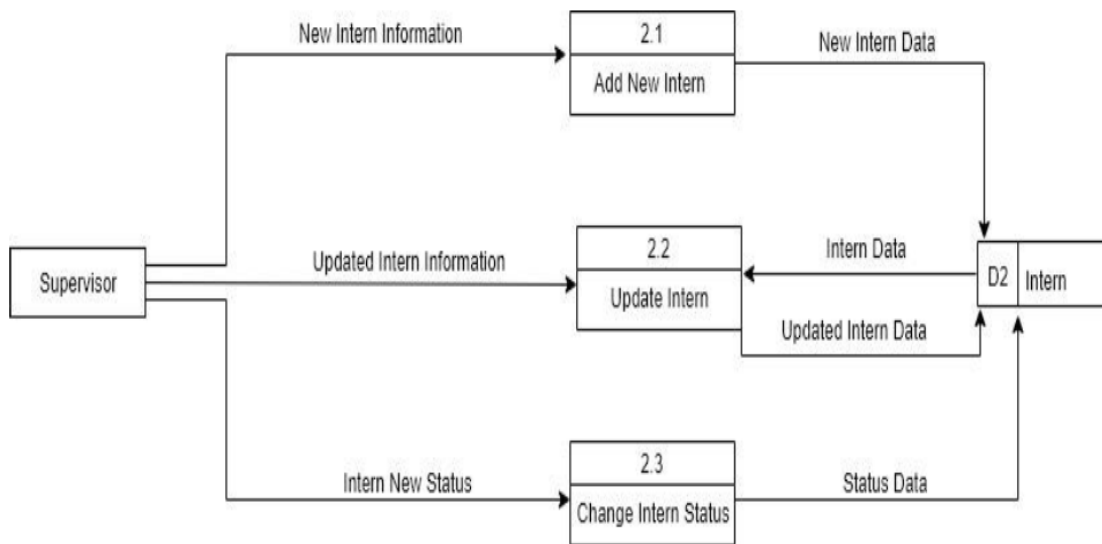 New Intern Information
2.1
Add New Intern
New Intern Data
Supervisor
Updated Intern Information
2.2
Update Intern
Intern Data
Updated Intern Data
D2
Intern
Intern New Status
2.3
Change Intern Status
Status Data